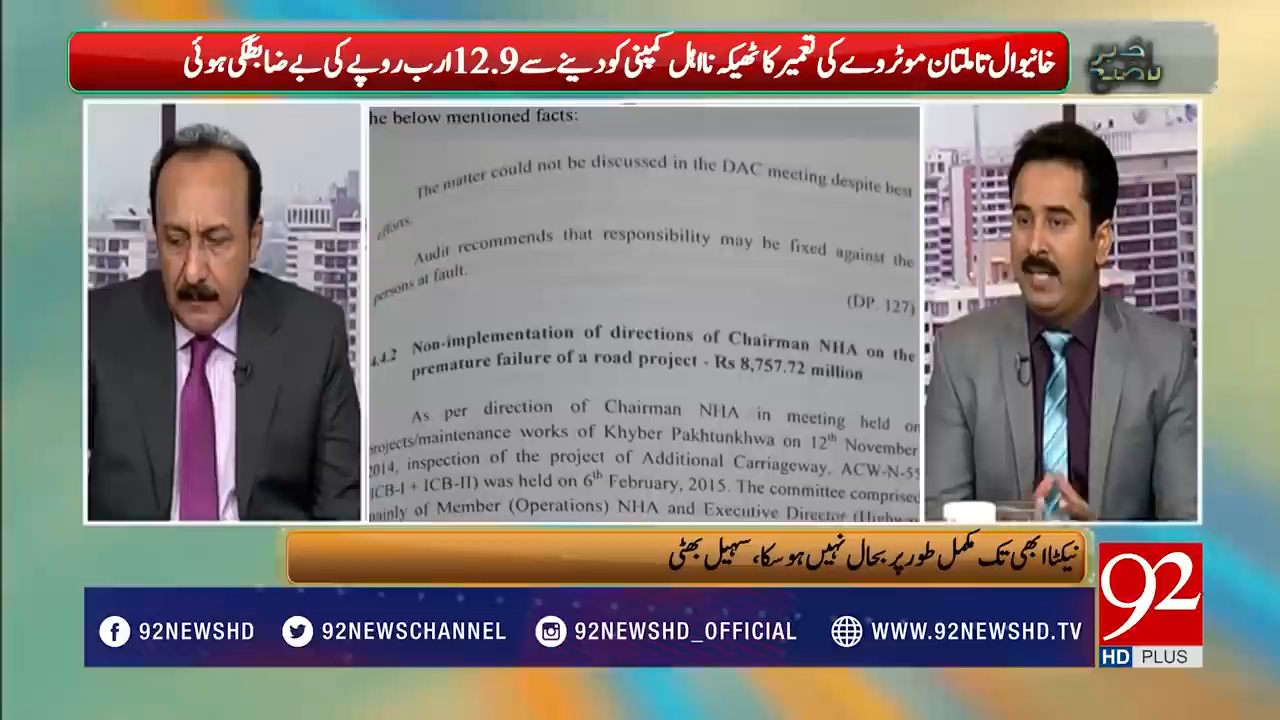 خانیوال تا ملتان موٹروے کی تعمیر کا ٹھیکہ نااہل کمپنی کو دینے سے 12.9 ارب روپے کی بے ضابطگی ہوئی
he below mentioned facts:
The matter could not be discussed in the DAC meeting despite best
efforts.
Audit recommends that responsibility may be fixed against the
persons at fault.
(DP. 127)
4.4.2 Non-implementation of directions of Chairman NHA on the
premature failure of a road project - Rs 8,757.72 million
As per direction of Chairman NHA in meeting held on
projects/maintenance works of Khyber Pakhtunkhwa on 12th November
2014, inspection of the project of Additional Carriageway, ACW-N-55
ICB-I + ICB-II) was held on 6th February, 2015. The committee comprised
mainly of Member (Operations) NHA and Executive Director (Highw
نیکٹا ابھی تک مکمل طور پر بحال نہیں ہو سکا، سہیل بھٹی
92
HD PLUS
92NEWSHD 92NEWSCHANNEL 92NEWSHD_OFFICIAL WWW.92NEWSHD.TV